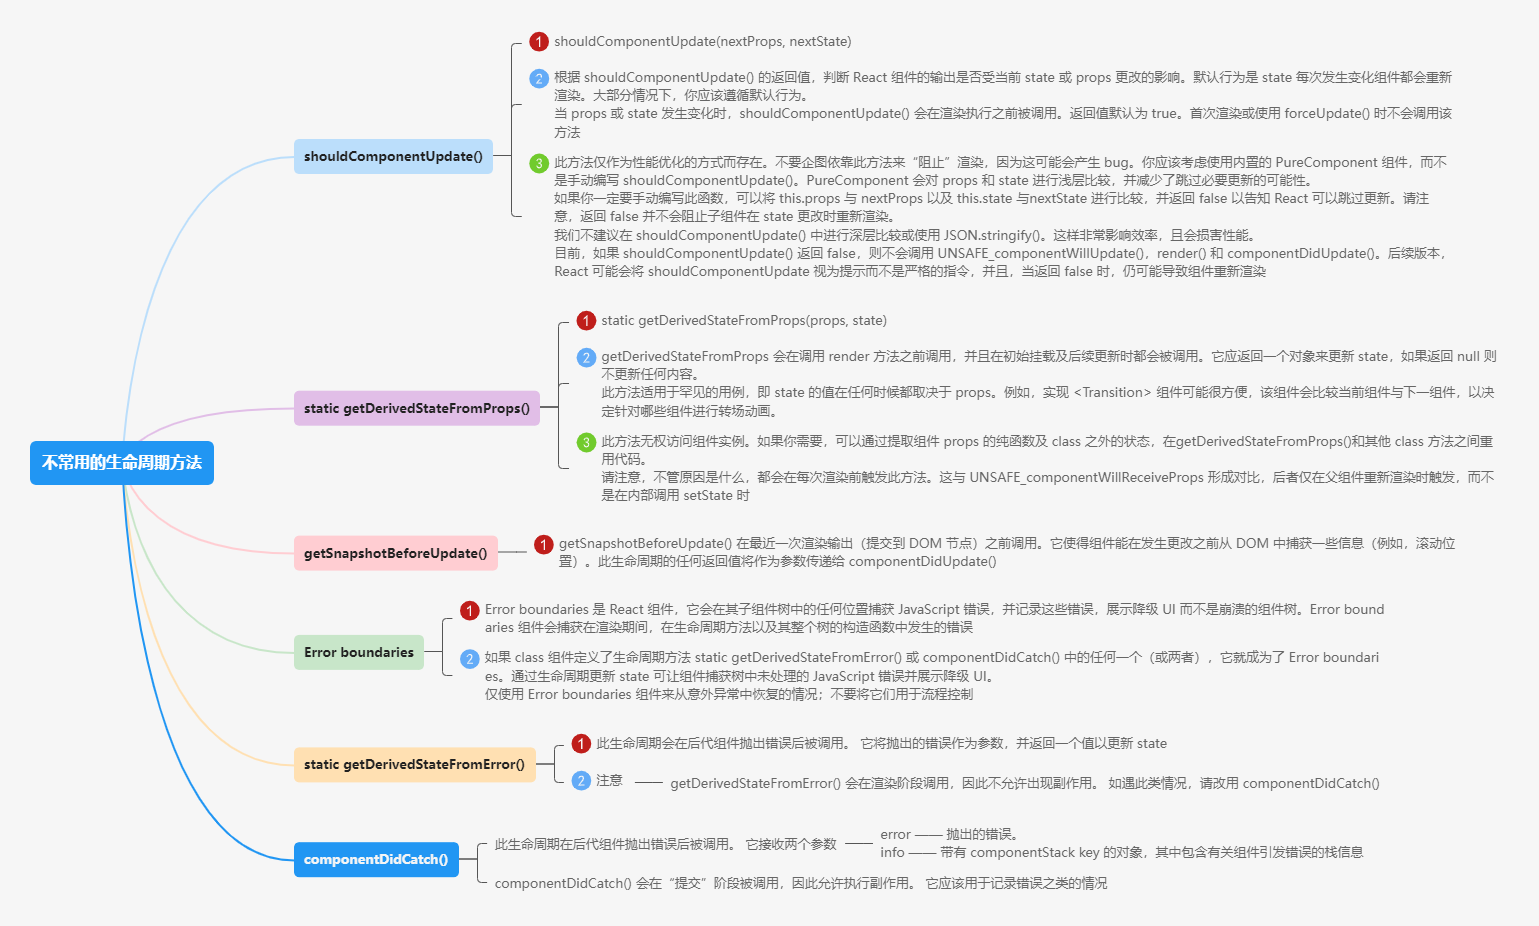 不常用的生命周期方法
shouldComponentUpdate()
1 shouldComponentUpdate(nextProps, nextState)
2 根据 shouldComponentUpdate() 的返回值，判断 React 组件的输出是否受当前 state 或 props 更改的影响。默认行为是 state 每次发生变化组件都会重新
渲染。大部分情况下，你应该遵循默认行为。
当 props 或 state 发生变化时，shouldComponentUpdate() 会在渲染执行之前被调用。返回值默认为 true。首次渲染或使用 forceUpdate() 时不会调用该
方法
3 此方法仅作为性能优化的方式而存在。不要企图依靠此方法来“阻止”渲染，因为这可能会产生 bug。你应该考虑使用内置的 PureComponent 组件，而不
是手动编写 shouldComponentUpdate()。PureComponent 会对 props 和 state 进行浅层比较，并减少了跳过必要更新的可能性。
如果你一定要手动编写此函数，可以将 this.props 与 nextProps 以及 this.state 与nextState 进行比较，并返回 false 以告知 React 可以跳过更新。请注
意，返回 false 并不会阻止子组件在 state 更改时重新渲染。
我们不建议在 shouldComponentUpdate() 中进行深层比较或使用 JSON.stringify()。这样非常影响效率，且会损害性能。
目前，如果 shouldComponentUpdate() 返回 false，则不会调用 UNSAFE_componentWillUpdate()，render() 和 componentDidUpdate()。后续版本，
React 可能会将 shouldComponentUpdate 视为提示而不是严格的指令，并且，当返回 false 时，仍可能导致组件重新渲染
static getDerivedStateFromProps()
1 static getDerivedStateFromProps(props, state)
2 getDerivedStateFromProps 会在调用 render 方法之前调用，并且在初始挂载及后续更新时都会被调用。它应返回一个对象来更新 state，如果返回 null 则
不更新任何内容。
此方法适用于罕见的用例，即 state 的值在任何时候都取决于 props。例如，实现 <Transition> 组件可能很方便，该组件会比较当前组件与下一组件，以决
定针对哪些组件进行转场动画。
3 此方法无权访问组件实例。如果你需要，可以通过提取组件 props 的纯函数及 class 之外的状态，在getDerivedStateFromProps()和其他 class 方法之间重
用代码。
请注意，不管原因是什么，都会在每次渲染前触发此方法。这与 UNSAFE_componentWillReceiveProps 形成对比，后者仅在父组件重新渲染时触发，而不
是在内部调用 setState 时
getSnapshotBeforeUpdate()
1 getSnapshotBeforeUpdate() 在最近一次渲染输出（提交到 DOM 节点）之前调用。它使得组件能在发生更改之前从 DOM 中捕获一些信息（例如，滚动位
置）。此生命周期的任何返回值将作为参数传递给 componentDidUpdate()
Error boundaries
1 Error boundaries 是 React 组件，它会在其子组件树中的任何位置捕获 JavaScript 错误，并记录这些错误，展示降级 UI 而不是崩溃的组件树。Error bound
aries 组件会捕获在渲染期间，在生命周期方法以及其整个树的构造函数中发生的错误
2 如果 class 组件定义了生命周期方法 static getDerivedStateFromError() 或 componentDidCatch() 中的任何一个（或两者），它就成为了 Error boundari
es。通过生命周期更新 state 可让组件捕获树中未处理的 JavaScript 错误并展示降级 UI。
仅使用 Error boundaries 组件来从意外异常中恢复的情况；不要将它们用于流程控制
static getDerivedStateFromError()
1 此生命周期会在后代组件抛出错误后被调用。 它将抛出的错误作为参数，并返回一个值以更新 state
2 注意
getDerivedStateFromError() 会在渲染阶段调用，因此不允许出现副作用。 如遇此类情况，请改用 componentDidCatch()
componentDidCatch()
此生命周期在后代组件抛出错误后被调用。 它接收两个参数
error —— 抛出的错误。
info —— 带有 componentStack key 的对象，其中包含有关组件引发错误的栈信息
componentDidCatch() 会在“提交”阶段被调用，因此允许执行副作用。 它应该用于记录错误之类的情况